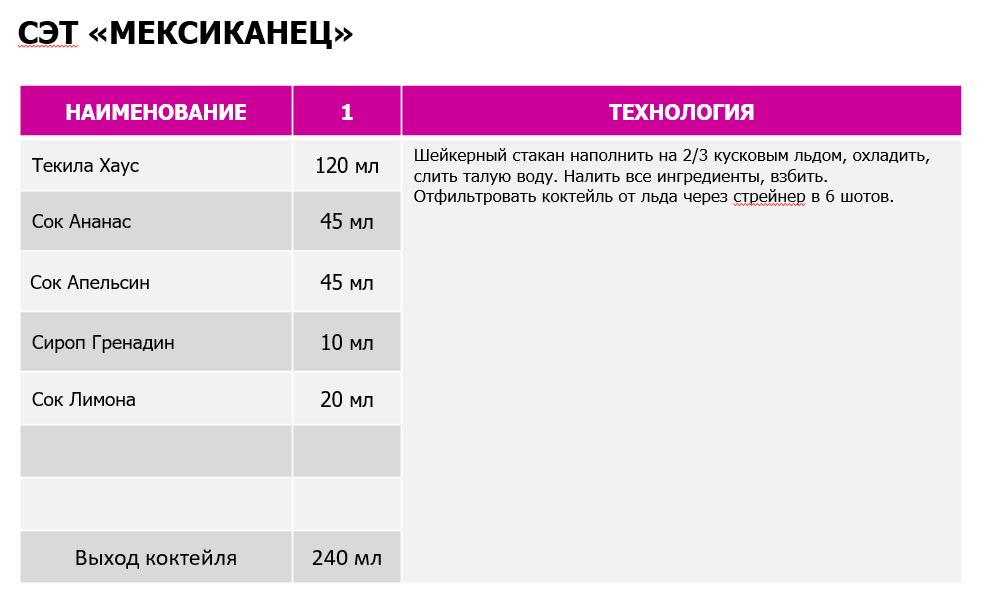 СЭТ «МЕКСИКАНЕЦ»
НАИМЕНОВАНИЕ 1 ТЕХНОЛОГИЯ
Текила Хаус 120 мл
Шейкерный стакан наполнить на 2/3 кусковым льдом, охладить,
слить талую воду. Налить все ингредиенты, взбить.
Отфильтровать коктейль от льда через стрейнер в 6 шотов.
Сок Ананас 45 мл
Сок Апельсин 45 мл
Сироп Гренадин 10 мл
Сок Лимона 20 мл
Выход коктейля 240 мл